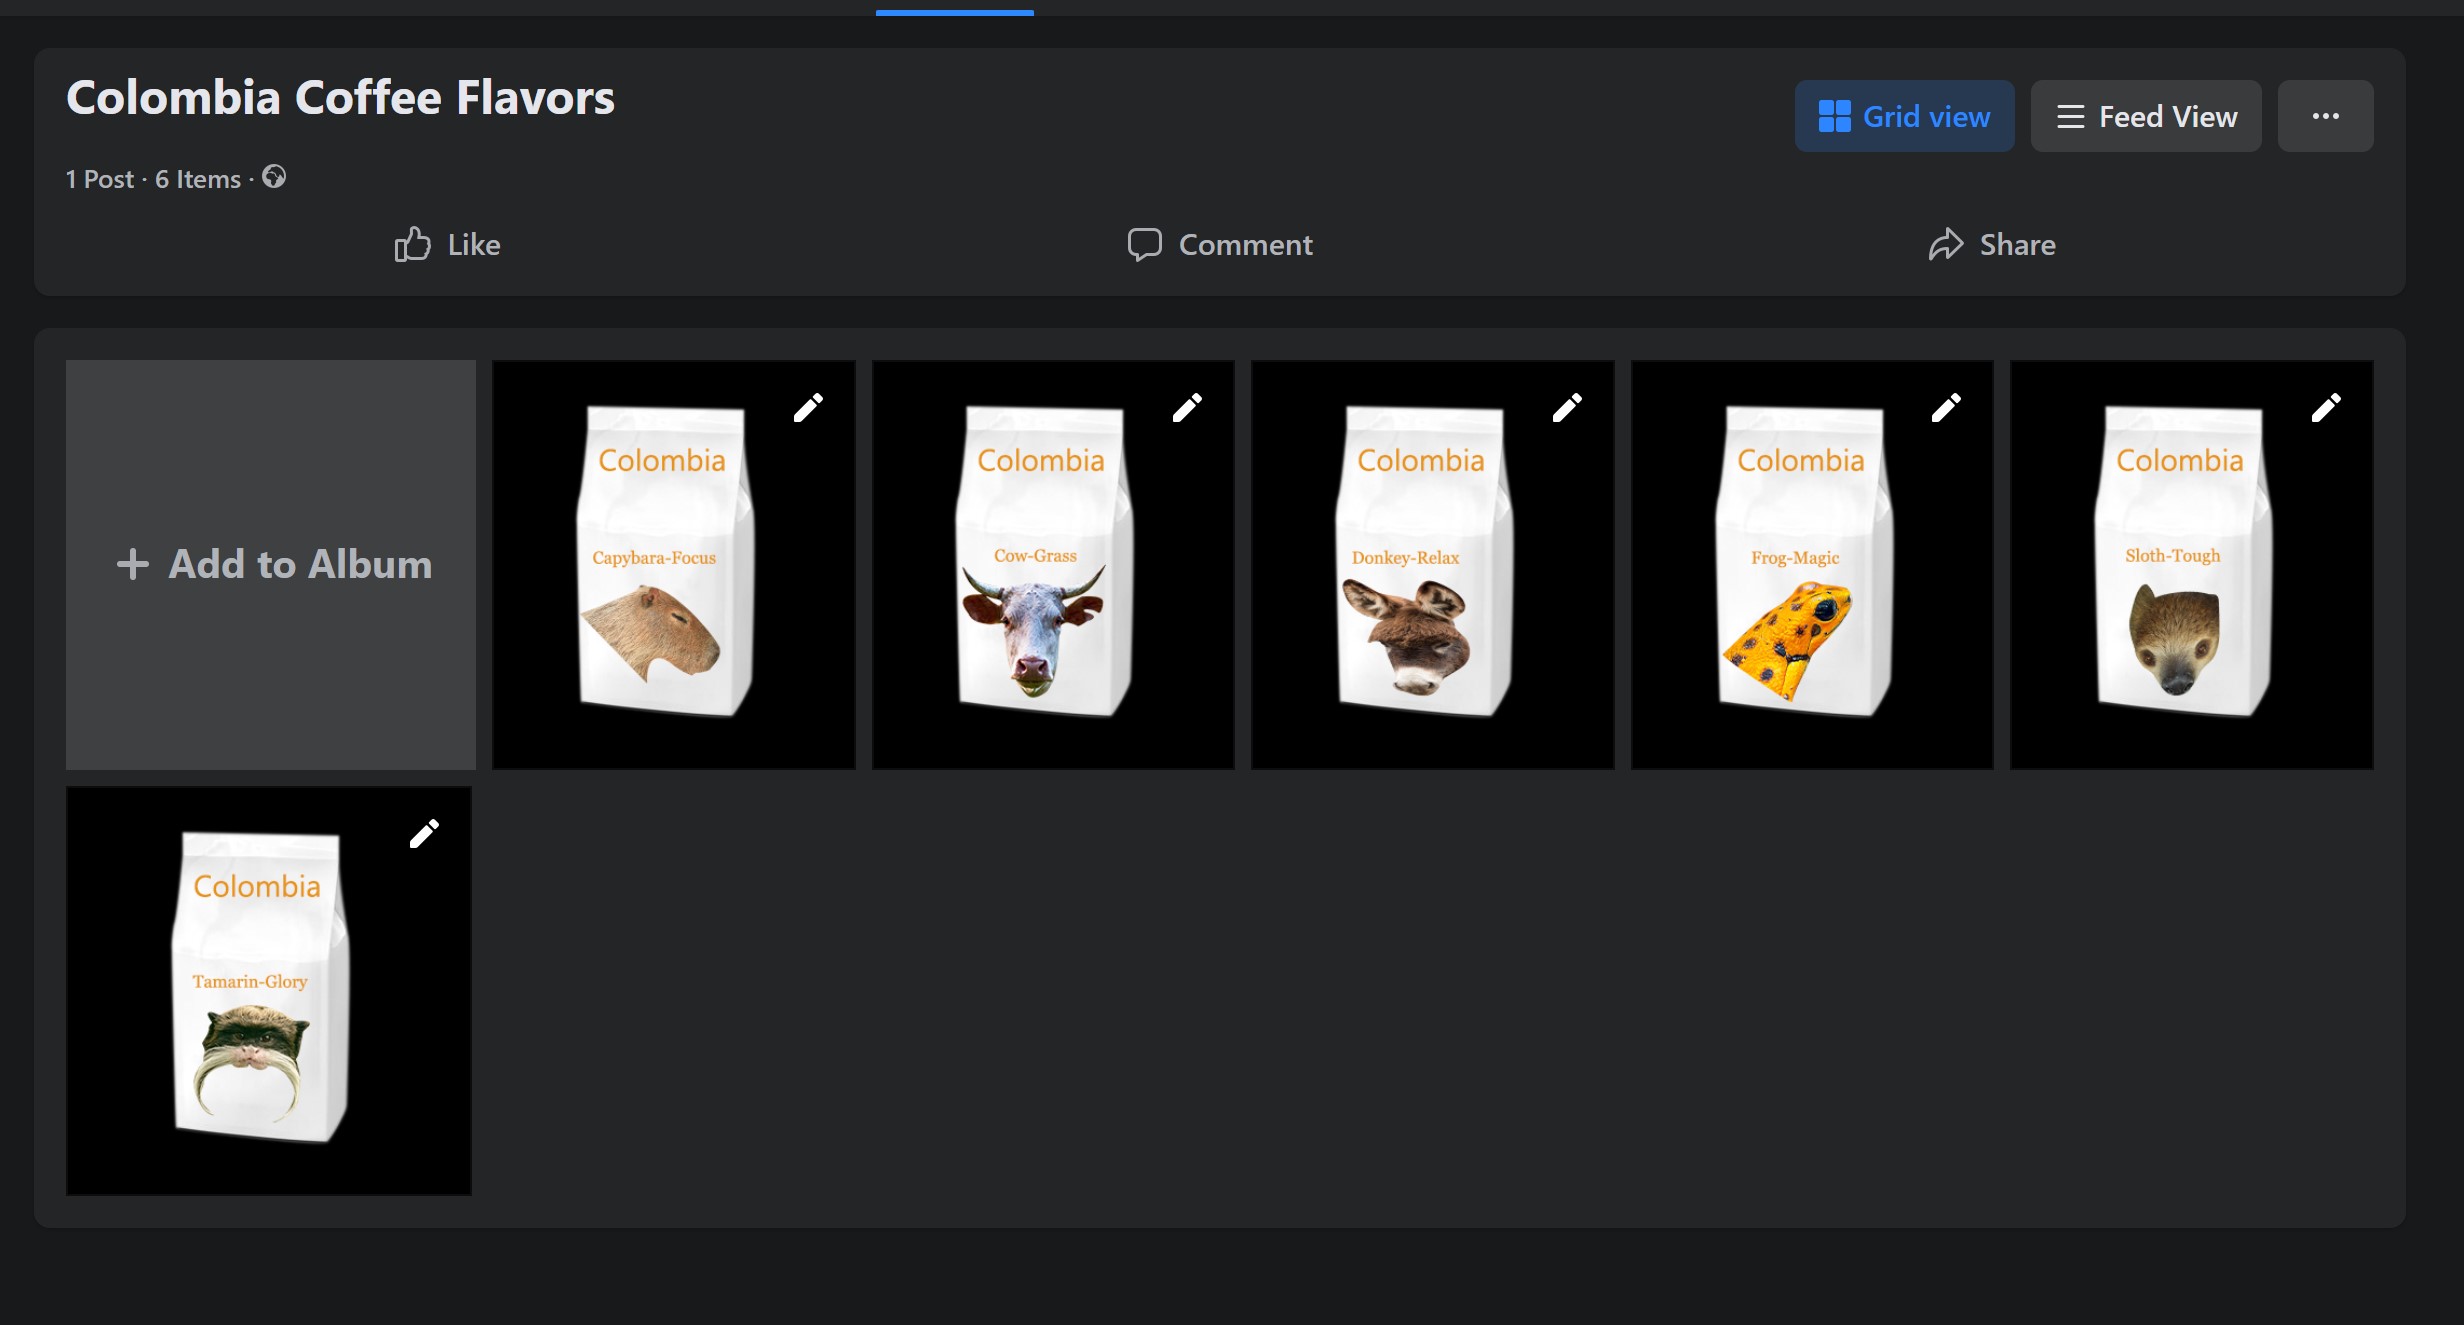 Colombia Coffee Flavors
Grid view
Feed View
1 Post · 6 Items ·
Like
Comment
Share
+ Add to Album
Colombia
Capybara-Focus
Colombia
Cow-Grass
Colombia
Donkey-Relax
Colombia
Frog-Magic
Colombia
Sloth-Tough
Colombia
Tamarin-Glory